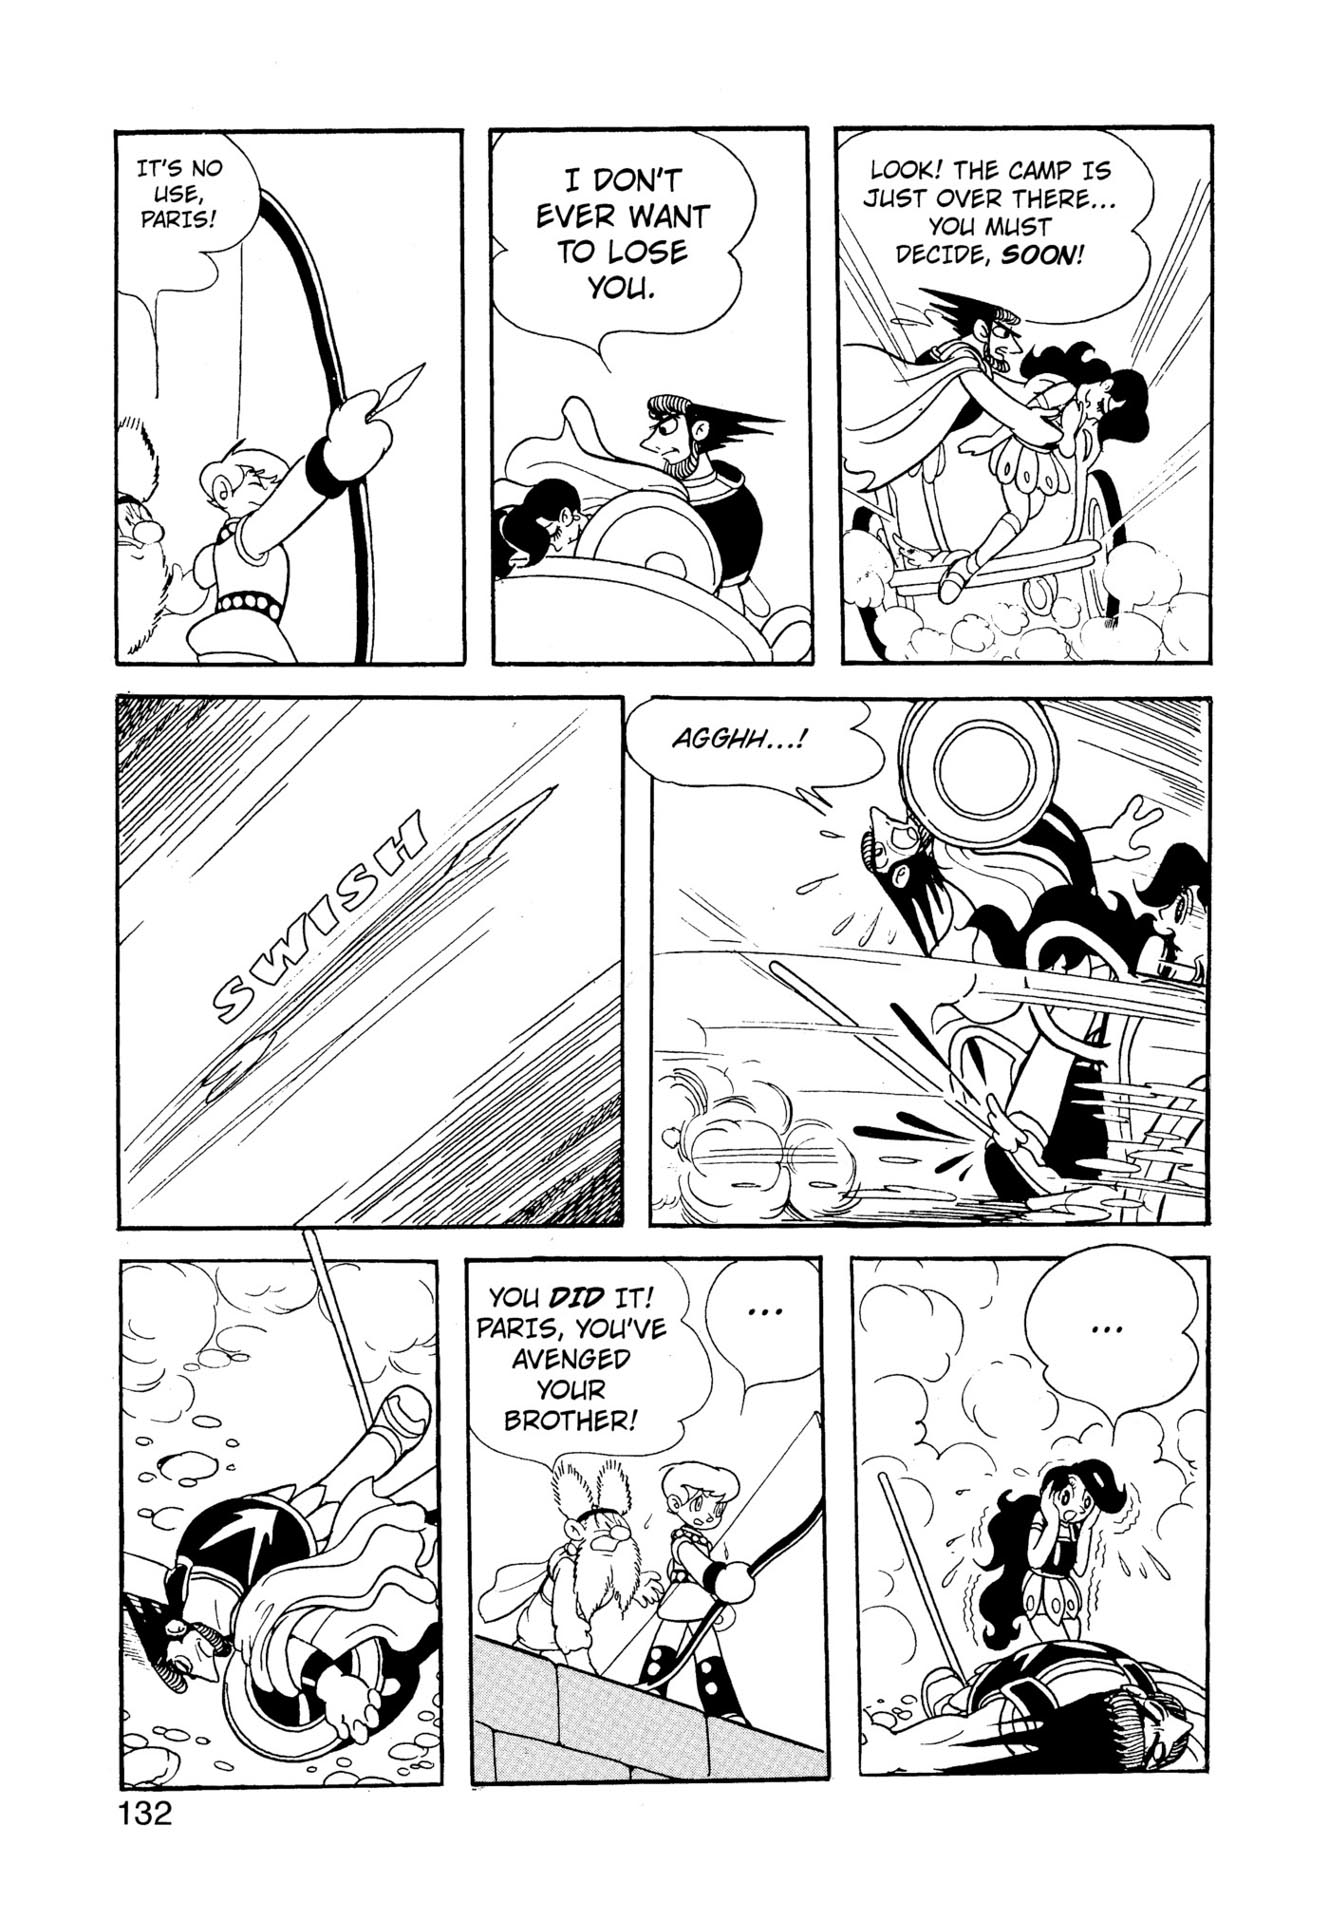 IT'S NO
USE,
PARIS!
I DON'T
EVER WANT
TO LOSE
YOU.
LOOK! THE CAMP IS
JUST OVER THERE...
YOU MUST
DECIDE, SOON!
SWISH
AGGHH...!
YOU DID IT!
PARIS, YOU'VE
AVENGED
YOUR
BROTHER!
...
...
132